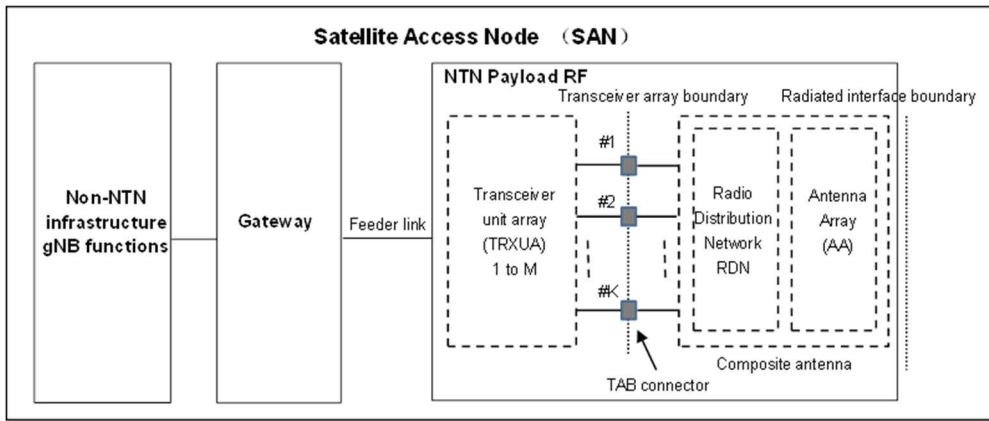 Satellite Access Node （SAN）
NTN Payload RF
Transceiver array boundary
Radiated interface boundary
Non-NTN
infrastructure
gNB functions
Gateway
Feeder link
Transceiver
unit array
(TRXUA)
1 to M
#1
#2
#K
Radio
Distribution
Network
RDN
Antenna
Array
(AA)
Composite antenna
TAB connector